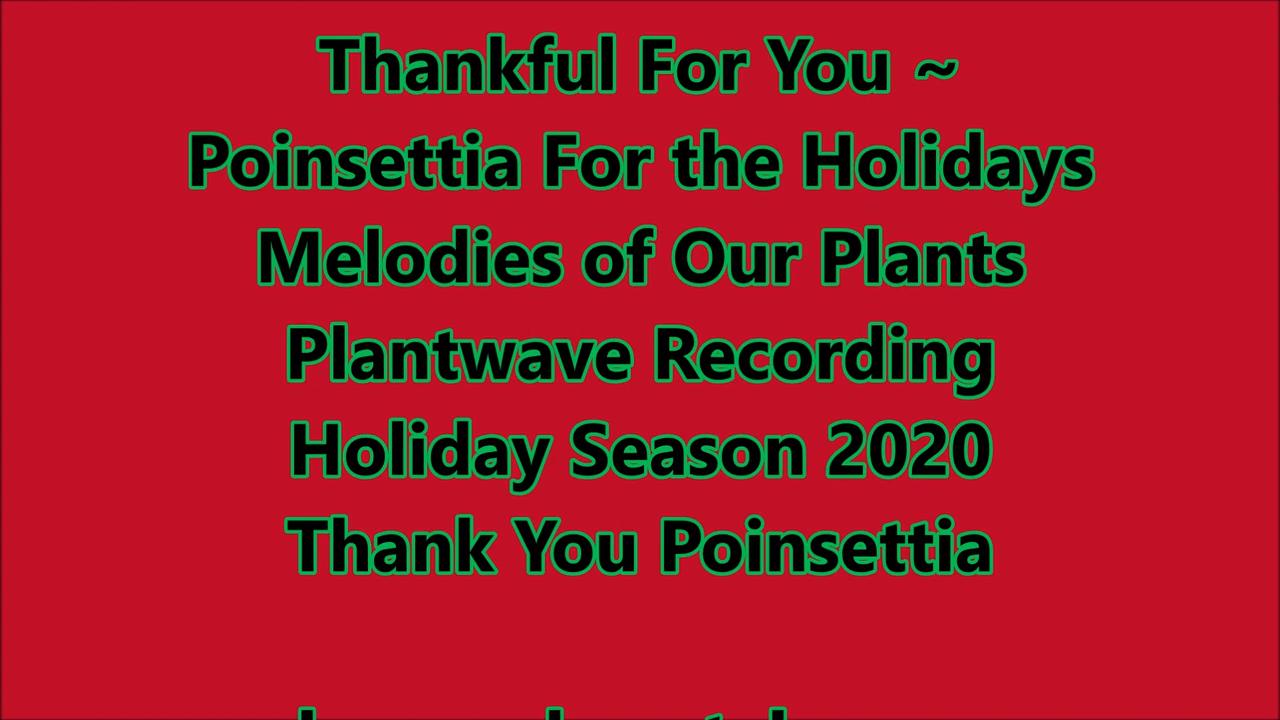 Thankful For You ~
Poinsettia For the Holidays
Melodies of Our Plants
Plantwave Recording
Holiday Season 2020
Thank You Poinsettia